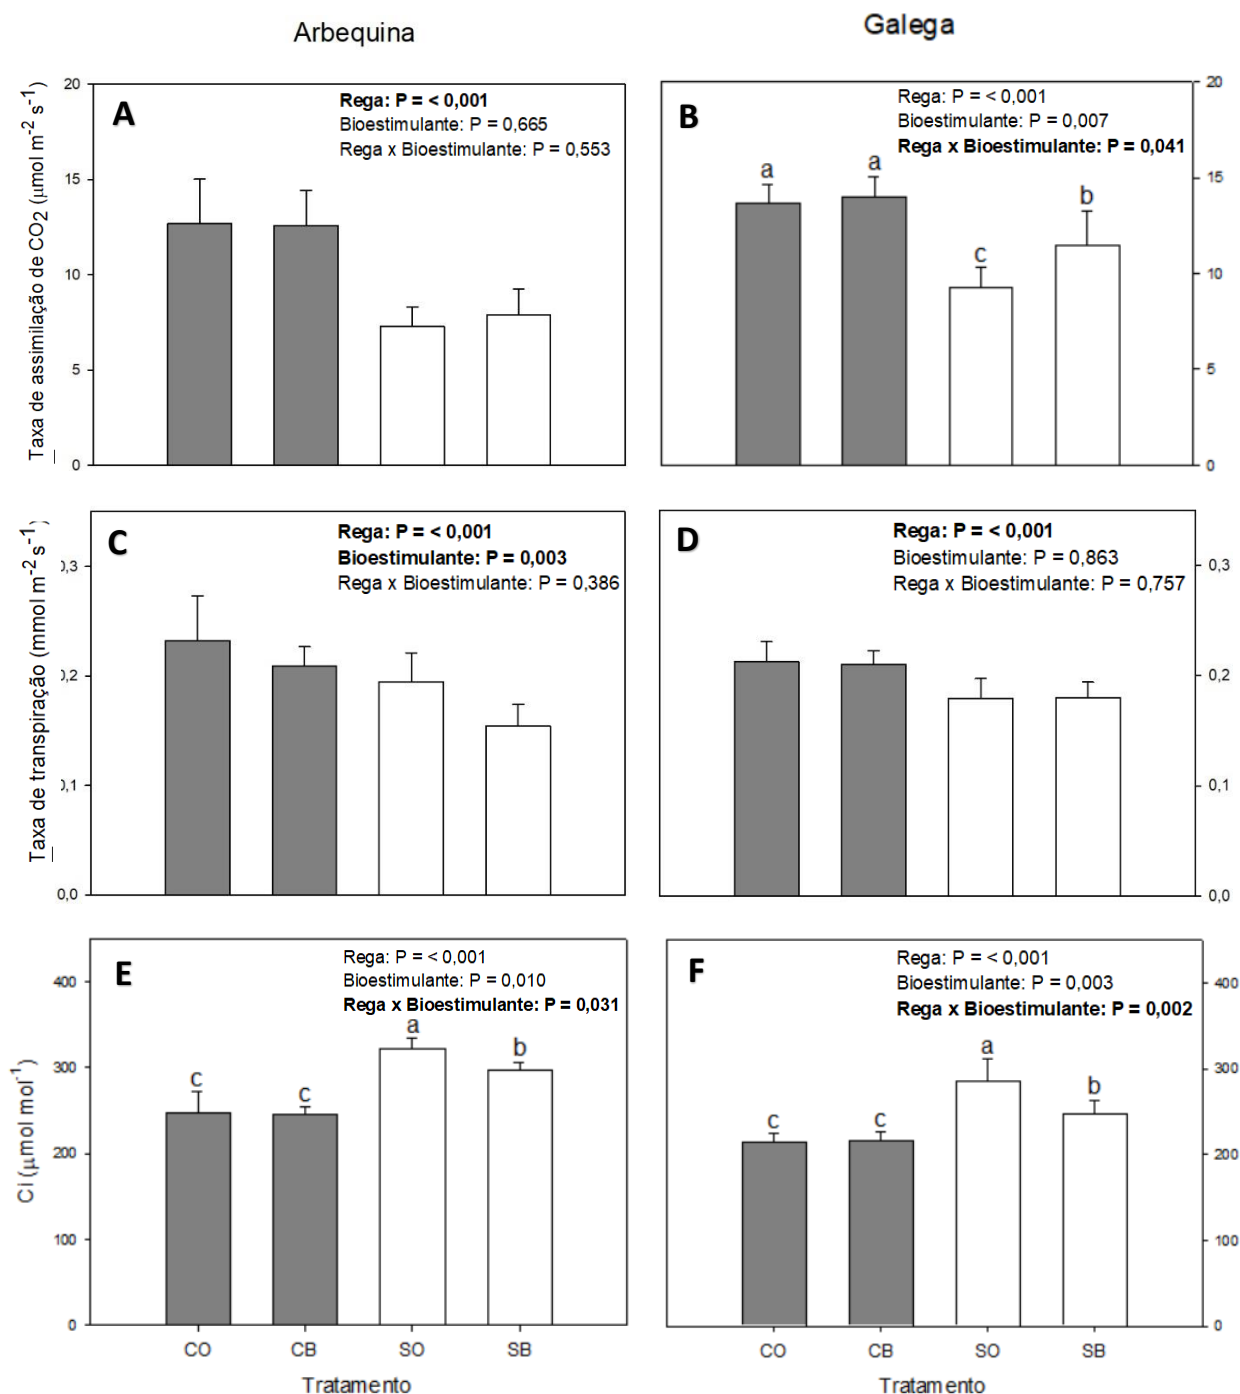 Arbequina
Galega
Taxa de assimilação de CO2 (μmol m-2 s-1)
20
15
10
5
0
A
Rega: P = < 0,001
Bioestimulante: P = 0,665
Rega x Bioestimulante: P = 0,553
B
Rega: P = < 0,001
Bioestimulante: P = 0,007
Rega x Bioestimulante: P = 0,041
a
a
c
b
20
15
10
5
0
Taxa de transpiração (mmol m-2 s-1)
0,3
0,2
0,1
0,0
C
Rega: P = < 0,001
Bioestimulante: P = 0,003
Rega x Bioestimulante: P = 0,386
D
Rega: P = < 0,001
Bioestimulante: P = 0,863
Rega x Bioestimulante: P = 0,757
0,3
0,2
0,1
0,0
Ci (μmol mol-1)
400
300
200
100
0
E
Rega: P = < 0,001
Bioestimulante: P = 0,010
Rega x Bioestimulante: P = 0,031
c
c
a
b
CO CB SO SB
Tratamento
F
Rega: P = < 0,001
Bioestimulante: P = 0,003
Rega x Bioestimulante: P = 0,002
c
c
a
b
400
300
200
100
0
CO CB SO SB
Tratamento